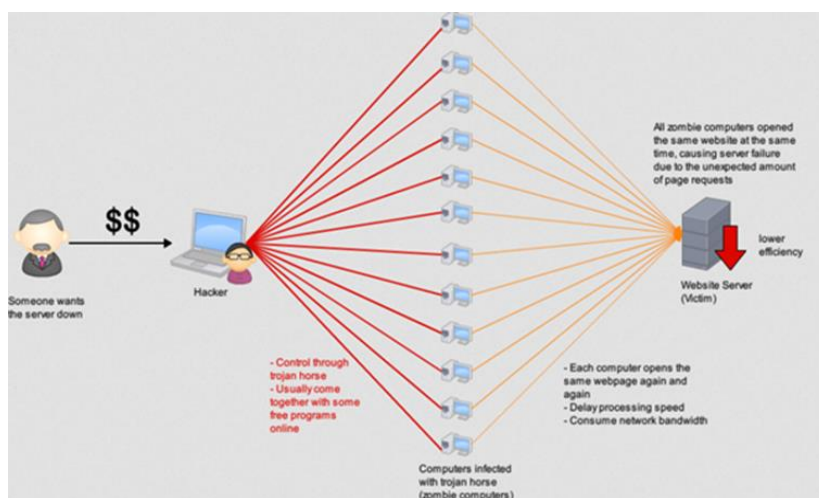 $$
Someone wants
the server down
Hacker
- Control through
trojan horse
- Usually come
together with some
free programs
online
Computers infected
with trojan horse
(zombie computers)
All zombie computers opened
the same website at the same
time, causing server failure
due to the unexpected amount
of page requests
lower
efficiency
Website Server
(Victim)
- Each computer opens the
same webpage again and
again
- Delay processing speed
- Consume network bandwidth